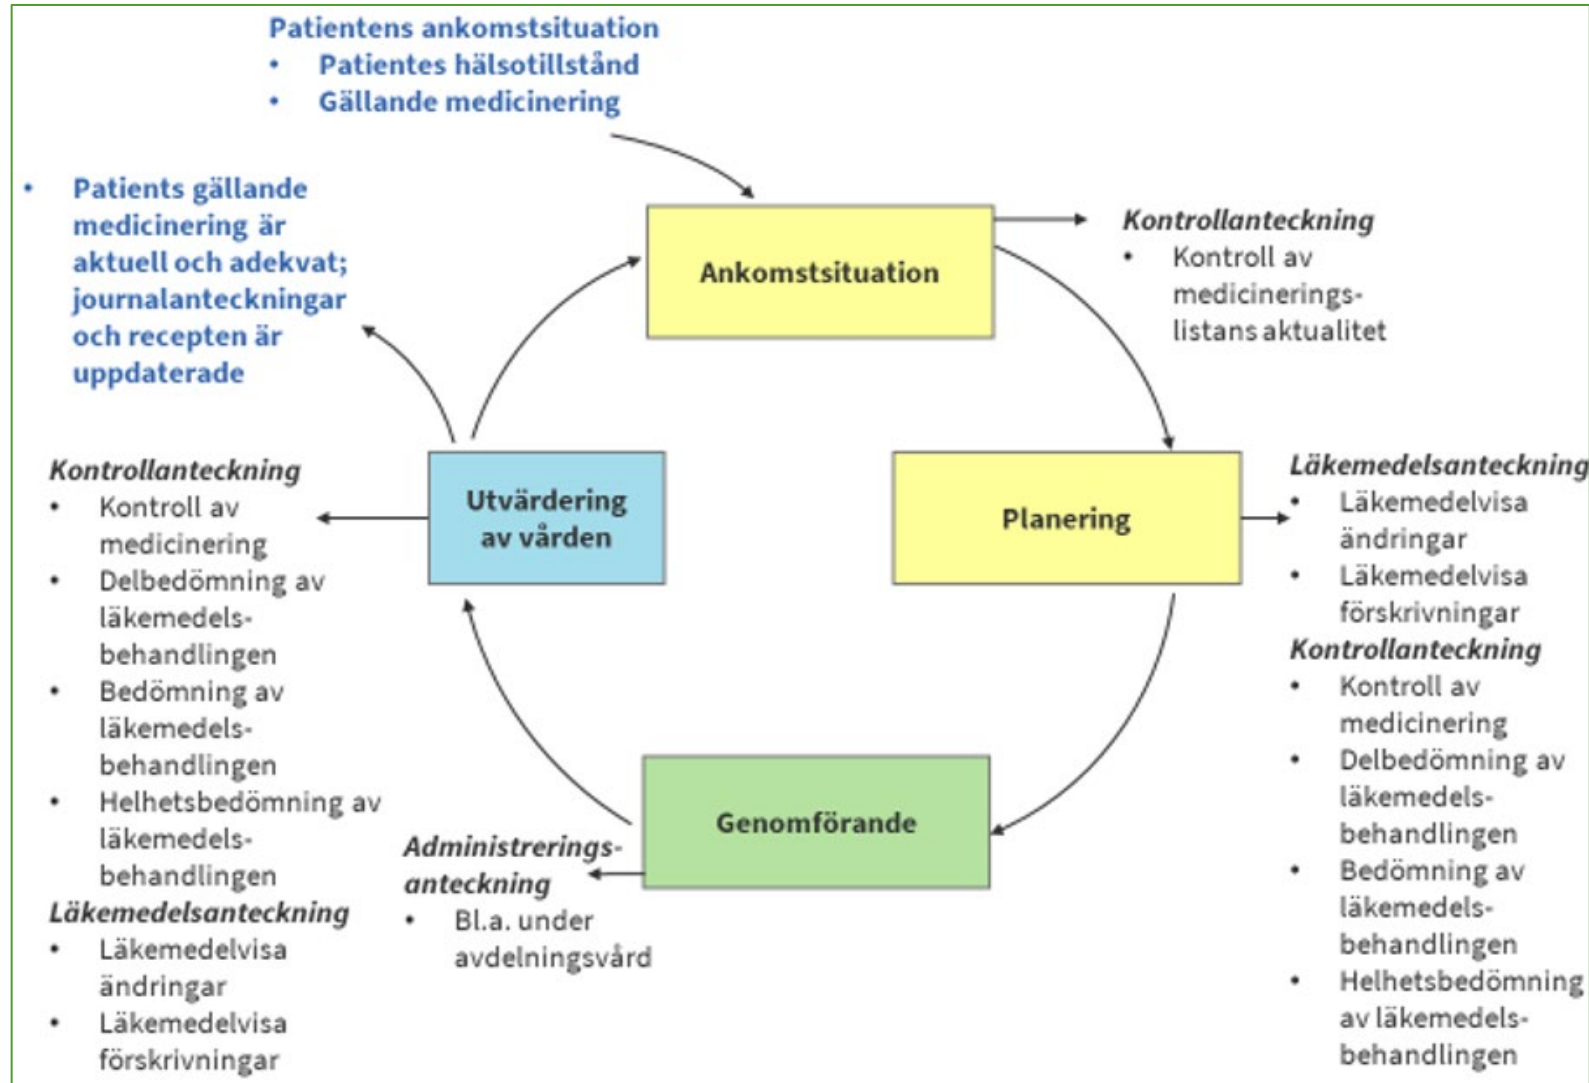 Patientens ankomstsituation
• Patientes hälsotillstånd
• Gällande medicinering
• Patients gällande
medicinering är
aktuell och adekvat;
journalanteckningar
och recepten är
uppdaterade
Ankomstsituation
Kontrollanteckning
• Kontroll av
medicinerings-
listans aktualitet
Planering
Läkemedelsanteckning
• Läkemedelvisa
ändringar
• Läkemedelvisa
förskrivningar
Kontrollanteckning
• Kontroll av
medicinering
• Delbedömning av
läkemedels-
behandlingen
• Bedömning av
läkemedels-
behandlingen
• Helhetsbedömning
av läkemedels-
behandlingen
Genomförande
Administrerings-
anteckning
• Bl.a. under
avdelningsvård
Utvärdering
av vården
Kontrollanteckning
• Kontroll av
medicinering
• Delbedömning av
läkemedels-
behandlingen
• Bedömning av
läkemedels-
behandlingen
• Helhetsbedömning av
läkemedels-
behandlingen
Läkemedelsanteckning
• Läkemedelvisa
ändringar
• Läkemedelvisa
förskrivningar